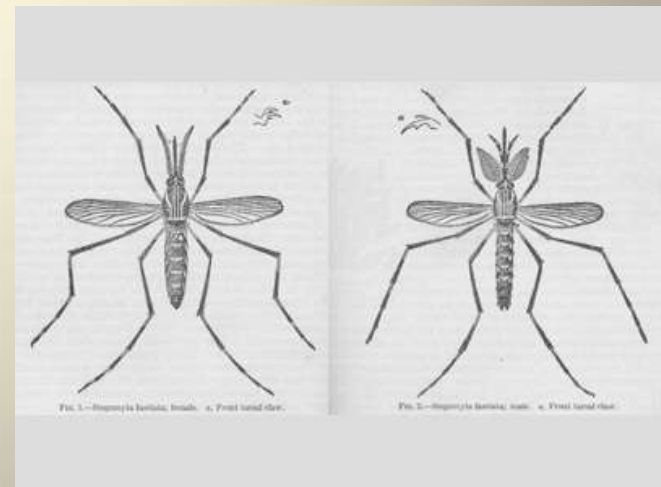 FIG. 1.—Stegomyia fasciata; female. a, Front tarsal claw.
FIG. 2.—Stegomyia fasciata; male. a, Front tarsal claw.